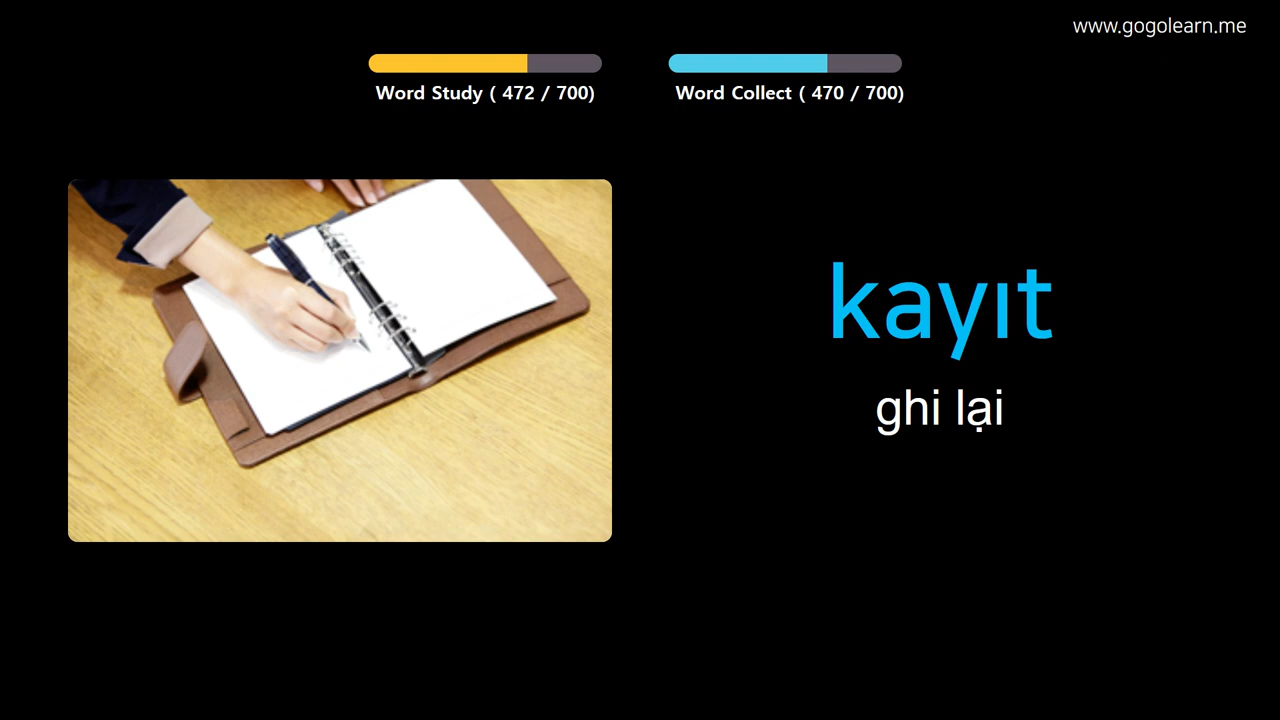 www.gogolearn.me
Word Study ( 472 / 700)
Word Collect ( 470 / 700)
kayıt
ghi lại